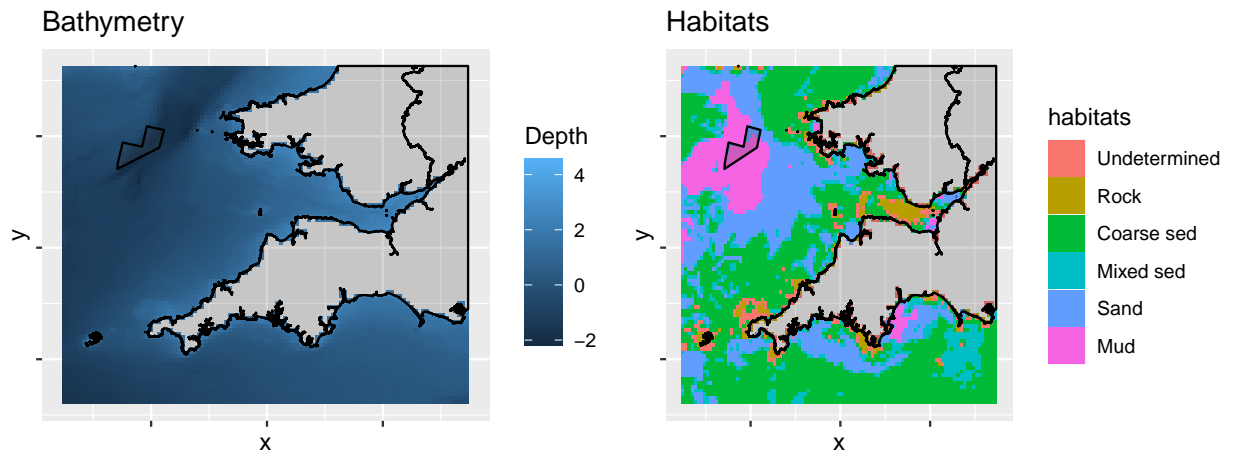 Bathymetry
y
x
Depth
4
2
0
−2
Habitats
y
x
habitats
Undetermined
Rock
Coarse sed
Mixed sed
Sand
Mud